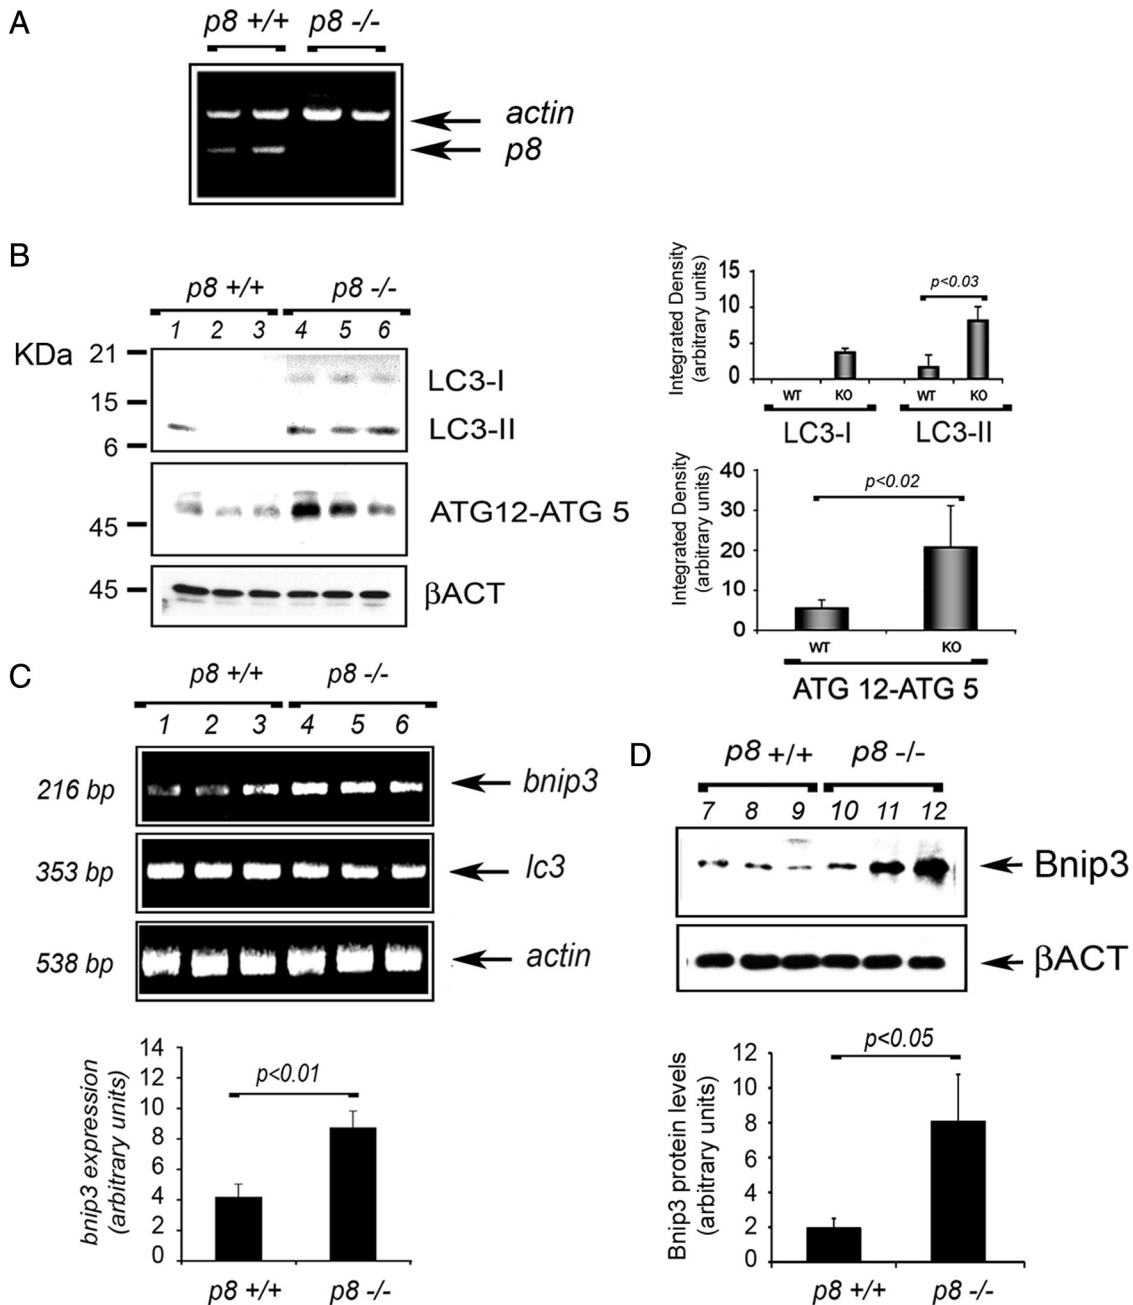 A
p8 +/+ p8 -/-
actin
p8
B
p8 +/+ p8 -/-
1 2 3 4 5 6
KDa
21
15
6
LC3-I
LC3-II
45
ATG12-ATG 5
45
βACT
Integrated Density
(arbitrary units)
15
10
5
0
p<0.03
WT KO WT KO
LC3-I LC3-II
Integrated Density
(arbitrary units)
40
30
20
10
0
p<0.02
WT KO
ATG 12-ATG 5
C
p8 +/+ p8 -/-
1 2 3 4 5 6
216 bp
bnip3
353 bp
lc3
538 bp
actin
bnip3 expression
(arbitrary units)
14
12
10
8
6
4
2
0
p<0.01
p8 +/+ p8 -/-
D
p8 +/+ p8 -/-
7 8 9 10 11 12
Bnip3
βACT
Bnip3 protein levels
(arbitrary units)
12
10
8
6
4
2
0
p<0.05
p8 +/+ p8 -/-